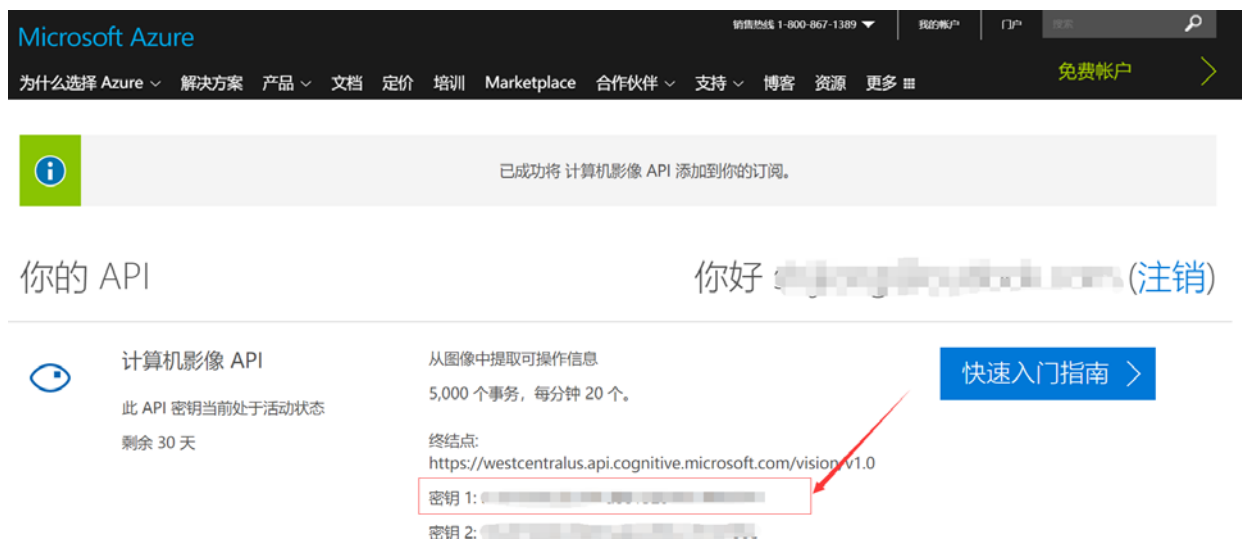 销售热线 1-800-867-1389
我的帐户
门户
搜索
Microsoft Azure
为什么选择 Azure 解决方案 产品 文档 定价 培训 Marketplace 合作伙伴 支持 博客 资源 更多
免费帐户
已成功将 计算机影像 API 添加到你的订阅。
你的 API
你好 (注销)
计算机影像 API
此 API 密钥当前处于活动状态
剩余 30 天
从图像中提取可操作信息
5,000 个事务，每分钟 20 个。
终结点:
https://westcentralus.api.cognitive.microsoft.com/vision/v1.0
密钥 1:
密钥 2:
快速入门指南